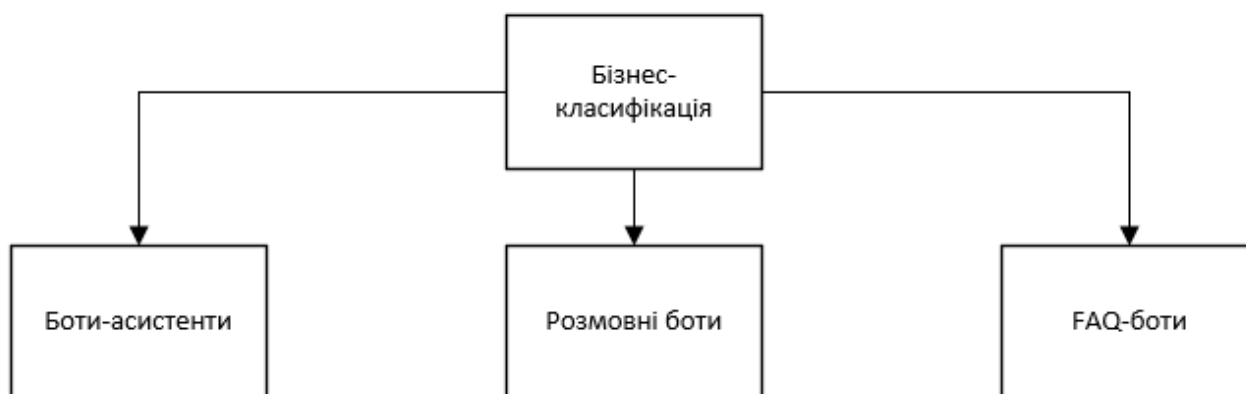 Бізнес-
класифікація
Боти-асистенти
Розмовні боти
FAQ-боти